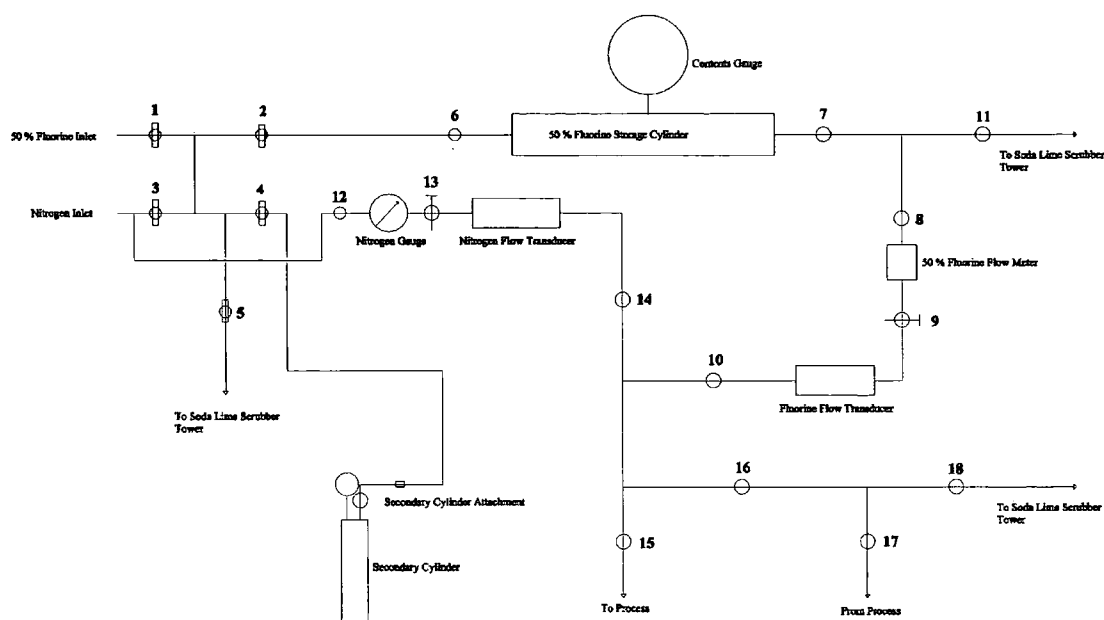 Contents Gauge
1
2
6
7
11
50 % Fluorine Inlet
50 % Fluorine Storage Cylinder
To Soda Lime Scrubber
Tower
3
4
12
13
Nitrogen Inlet
8
Nitrogen Gauge
Nitrogen Flow Transducer
50 % Fluorine Flow Meter
14
5
9
10
Fluorine Flow Transducer
To Soda Lime Scrubber
Tower
16
18
Secondary Cylinder Attachment
To Soda Lime Scrubber
Tower
15
17
Secondary Cylinder
To Process
From Process